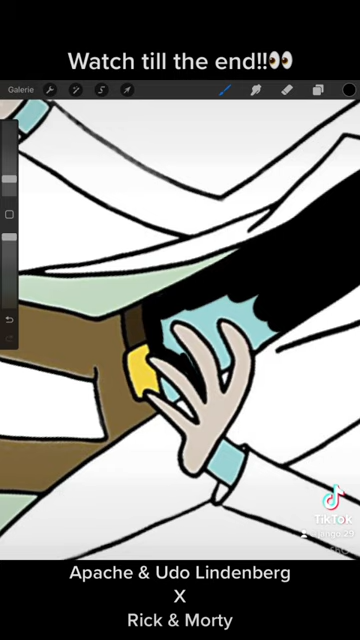 Watch till the end!!👀
Galerie
TikTok
Apache & Udo Lindenberg
X
Rick & Morty